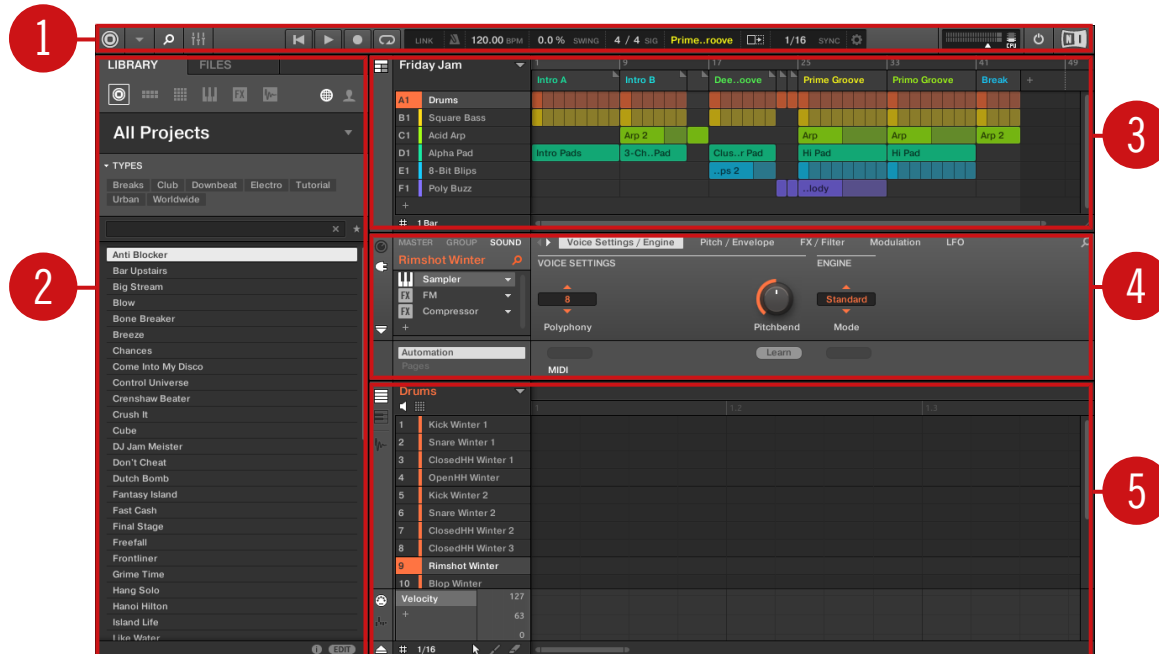 1
LINK 120.00 BPM 0.0 % SWING 4 / 4 SIG Prime..roove 1/16 SYNC CPU
LIBRARY FILES
FX
All Projects
TYPES
Breaks Club Downbeat Electro Tutorial
Urban Worldwide
2
Anti Blocker
Bar Upstairs
Big Stream
Blow
Bone Breaker
Breeze
Chances
Come Into My Disco
Control Universe
Crenshaw Beater
Crush It
Cube
DJ Jam Meister
Don't Cheat
Dutch Bomb
Fantasy Island
Fast Cash
Final Stage
Freefall
Frontliner
Grime Time
Hang Solo
Hanoi Hilton
Island Life
Like Water
EDIT
3
Friday Jam 1 9 17 25 33 41 49
Intro A Intro B Dee..oove Prime Groove Primo Groove Break +
A1 Drums
B1 Square Bass
C1 Acid Arp Arp 2 Arp Arp Arp 2
D1 Alpha Pad Intro Pads 3-Ch..Pad Clus..r Pad Hi Pad Hi Pad
E1 8-Bit Blips ..ps 2
F1 Poly Buzz ..lody
+
1 Bar
4
MASTER GROUP SOUND Voice Settings / Engine Pitch / Envelope FX / Filter Modulation LFO
Rimshot Winter VOICE SETTINGS ENGINE
Sampler
FX FM 8 Standard
FX Compressor
+ Polyphony Pitchbend Mode
Automation Learn
Pages
MIDI
5
Drums
1 1.2 1.3
1 Kick Winter 1
2 Snare Winter 1
3 ClosedHH Winter 1
4 OpenHH Winter
5 Kick Winter 2
6 Snare Winter 2
7 ClosedHH Winter 2
8 ClosedHH Winter 3
9 Rimshot Winter
10 Blop Winter
Velocity 127
+ 63
0
1/16